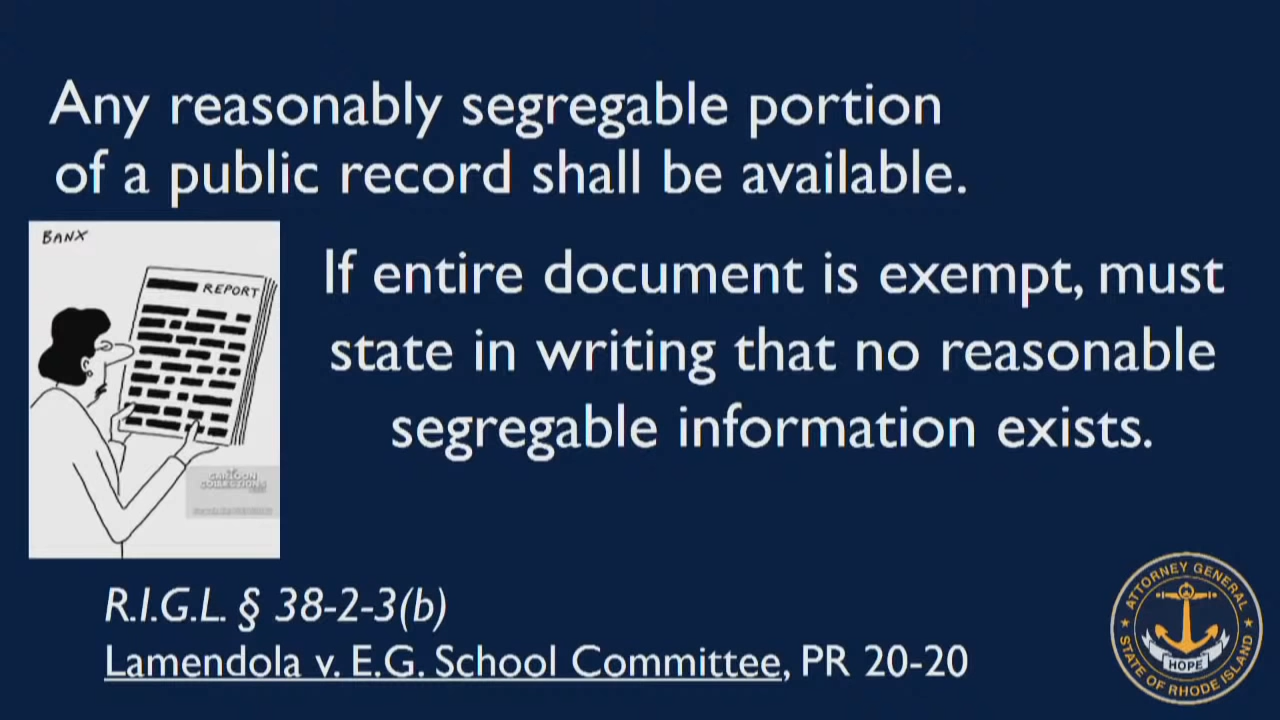 Any reasonably segregable portion
of a public record shall be available.
BANX
REPORT
If entire document is exempt, must
state in writing that no reasonable
segregable information exists.
R.I.G.L. § 38-2-3(b)
Lamendola v. E.G. School Committee, PR 20-20
ATTORNEY GENERAL
HOPE
STATE OF RHODE ISLAND